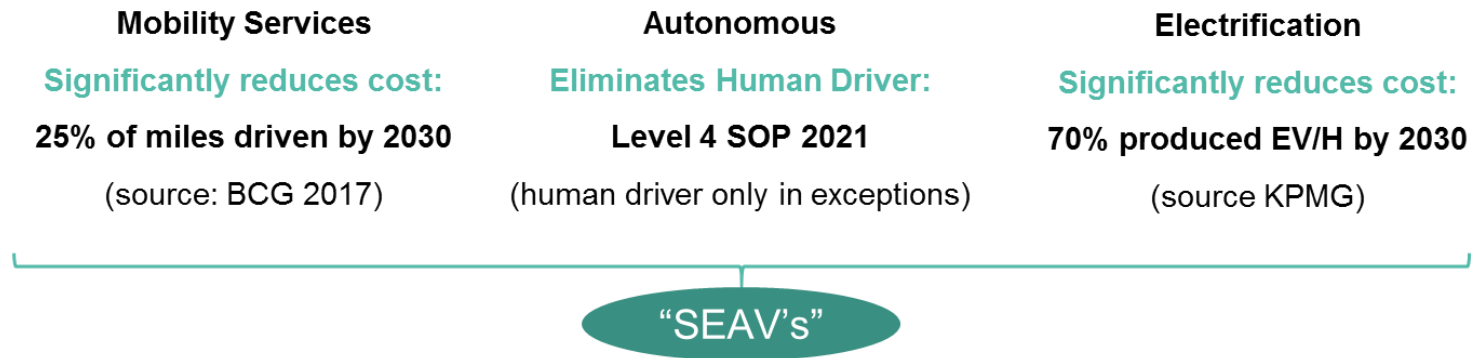 Mobility Services
Significantly reduces cost:
25% of miles driven by 2030
(source: BCG 2017)
Autonomous
Eliminates Human Driver:
Level 4 SOP 2021
(human driver only in exceptions)
Electrification
Significantly reduces cost:
70% produced EV/H by 2030
(source KPMG)
“SEAV’s”